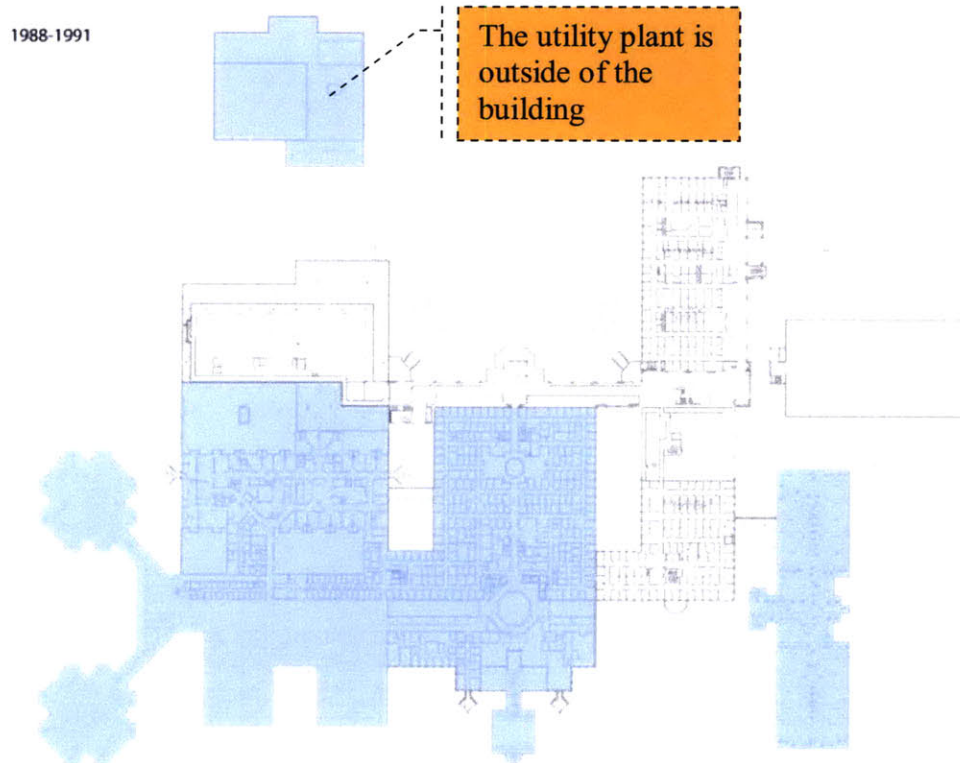 1988-1991
The utility plant is
outside of the
building